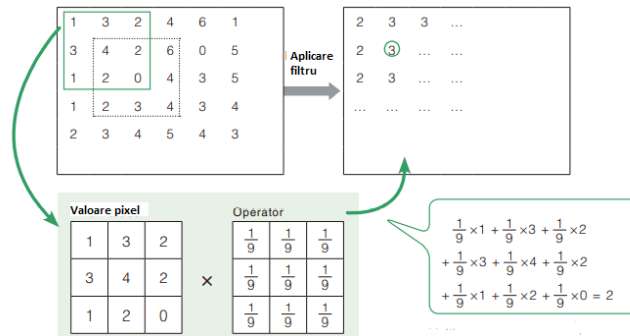 1 3 2 4 6 1
3 4 2 6 0 5
1 2 0 4 3 5
1 2 3 4 3 4
2 3 4 5 4 3
Aplicare
filtru
2 3 3 ...
2 3 ... ...
2 3 ... ...
... ... ... ...
Valoare pixel
1 3 2
3 4 2
1 2 0
×
Operator
1/9 1/9 1/9
1/9 1/9 1/9
1/9 1/9 1/9
1/9 ×1 + 1/9 ×3 + 1/9 ×2
+ 1/9 ×3 + 1/9 ×4 + 1/9 ×2
+ 1/9 ×1 + 1/9 ×2 + 1/9 ×0 = 2